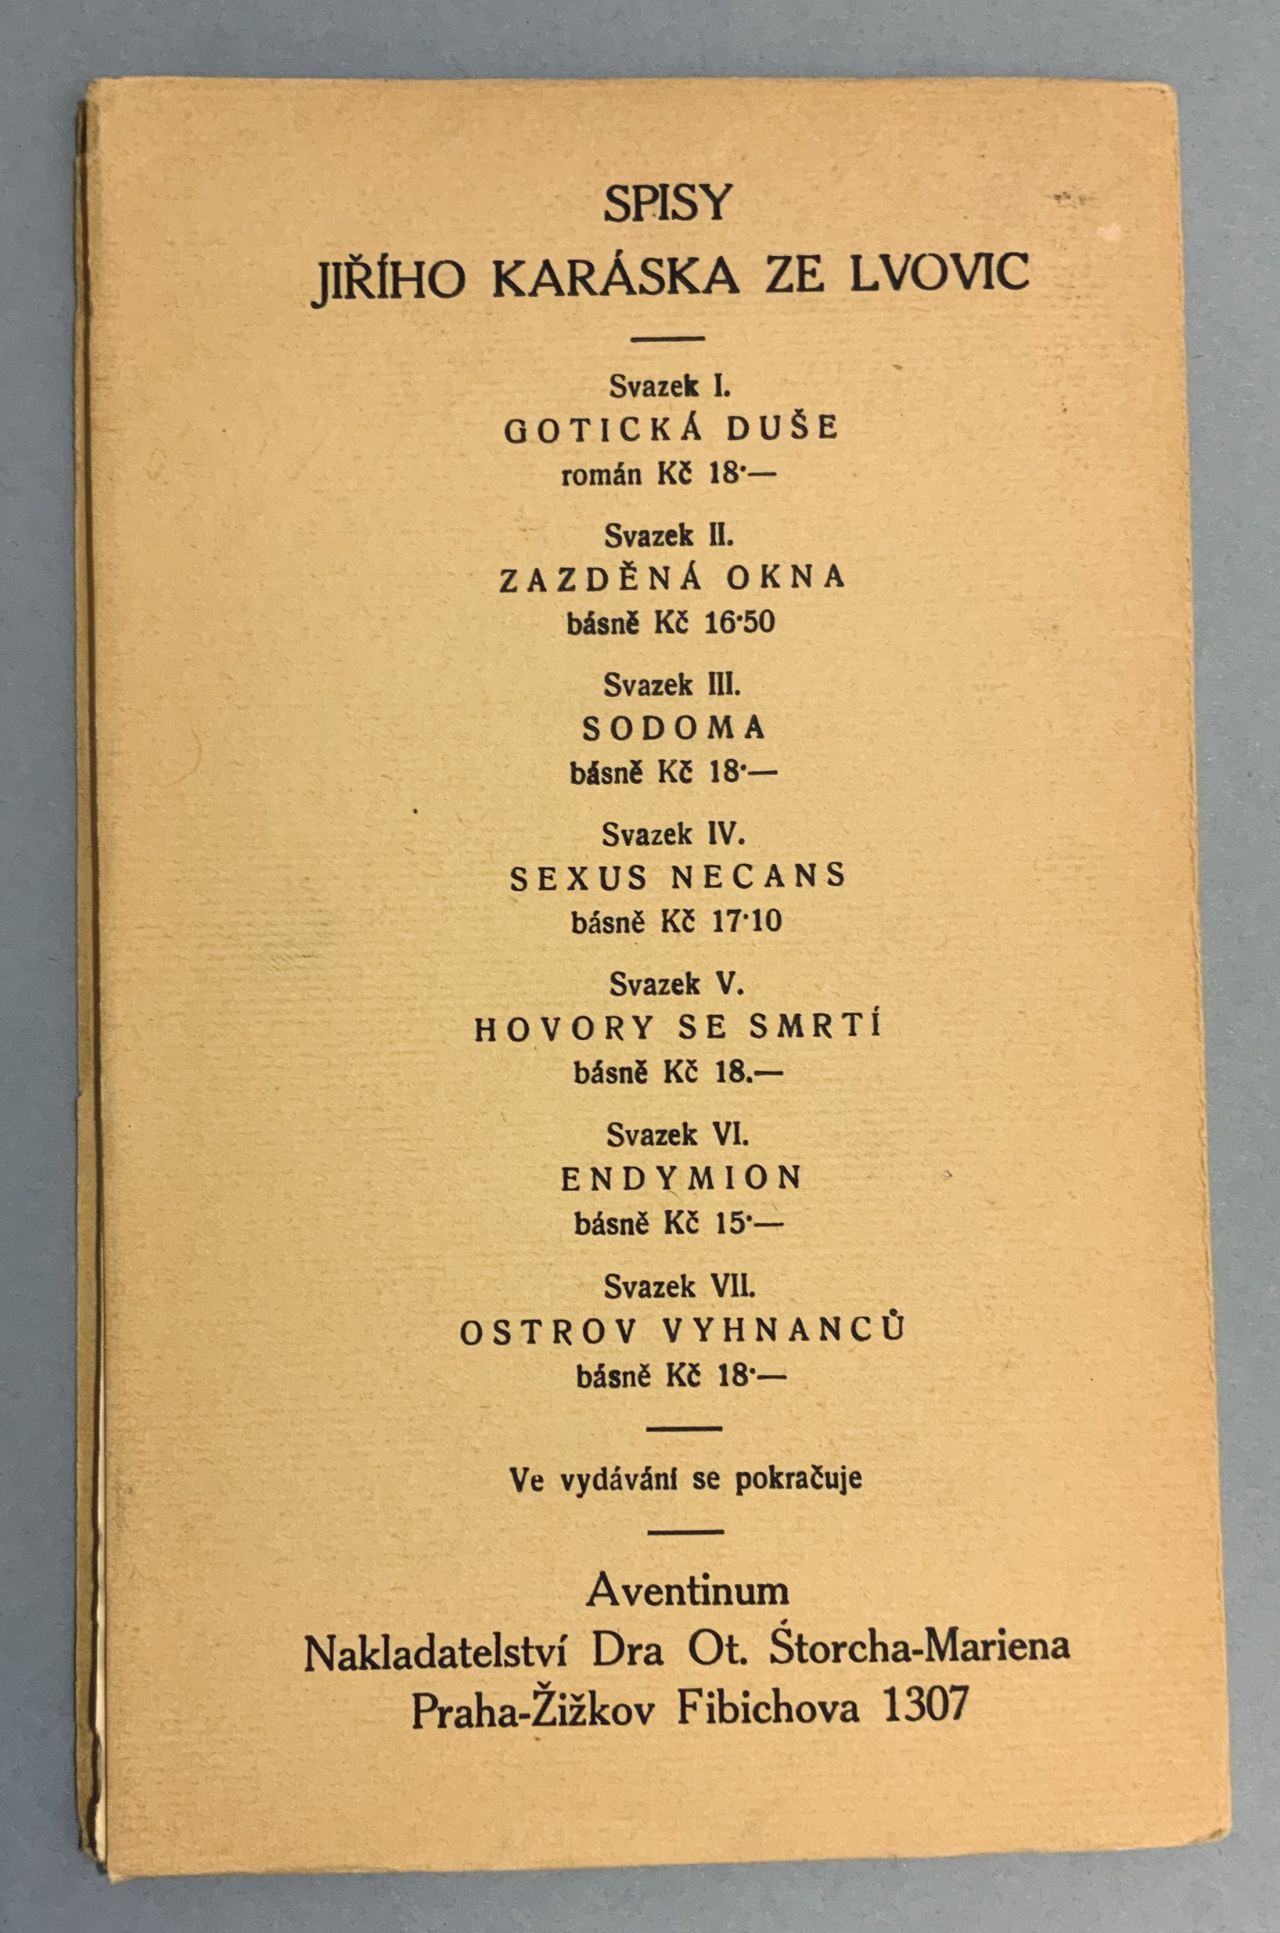 SPISY
JIŘÍHO KARÁSKA ZE LVOVIC
Svazek I.
GOTICKÁ DUŠE
román Kč 18·—
Svazek II.
ZAZDĚNÁ OKNA
básně Kč 16·50
Svazek III.
SODOMA
básně Kč 18·—
Svazek IV.
SEXUS NECANS
básně Kč 17·10
Svazek V.
HOVORY SE SMRTÍ
básně Kč 18.—
Svazek VI.
ENDYMION
básně Kč 15·—
Svazek VII.
OSTROV VYHNANCŮ
básně Kč 18·—
Ve vydávání se pokračuje
Aventinum
Nakladatelství Dra Ot. Štorcha-Mariena
Praha-Žižkov Fibichova 1307